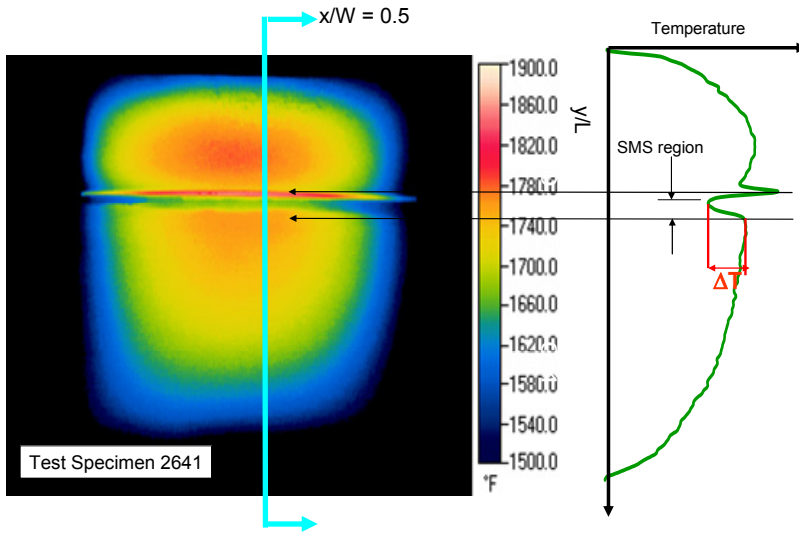 x/W = 0.5
Temperature
1900.0
1860.0
1820.0
1780.0
1740.0
1700.0
1660.0
1620.0
1580.0
1540.0
1500.0
°F
y/L
SMS region
ΔT
Test Specimen 2641